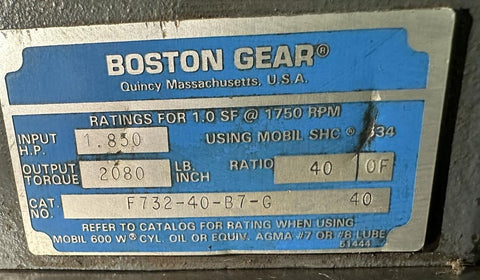 BOSTON GEAR®
Quincy Massachusetts, U.S.A.
RATINGS FOR 1.0 SF @ 1750 RPM
INPUT H.P. 1.850 USING MOBIL SHC® 634
OUTPUT TORQUE 2080 LB. INCH RATIO 40 OF
CAT. NO. F732-40-B7-G 40
REFER TO CATALOG FOR RATING WHEN USING
MOBIL 600 W® CYL. OIL OR EQUIV. AGMA #7 OR #8 LUBE
51444